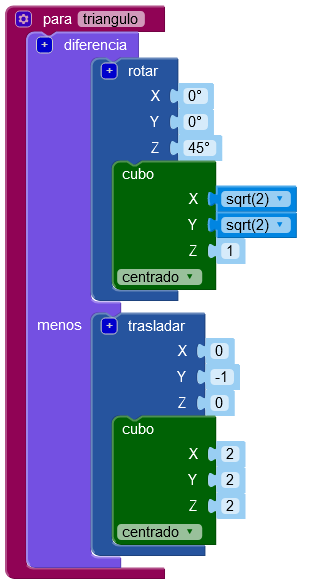 para triangulo
diferencia
rotar
X 0°
Y 0°
Z 45°
cubo
X sqrt(2)
Y sqrt(2)
Z 1
centrado
menos trasladar
X 0
Y -1
Z 0
cubo
X 2
Y 2
Z 2
centrado